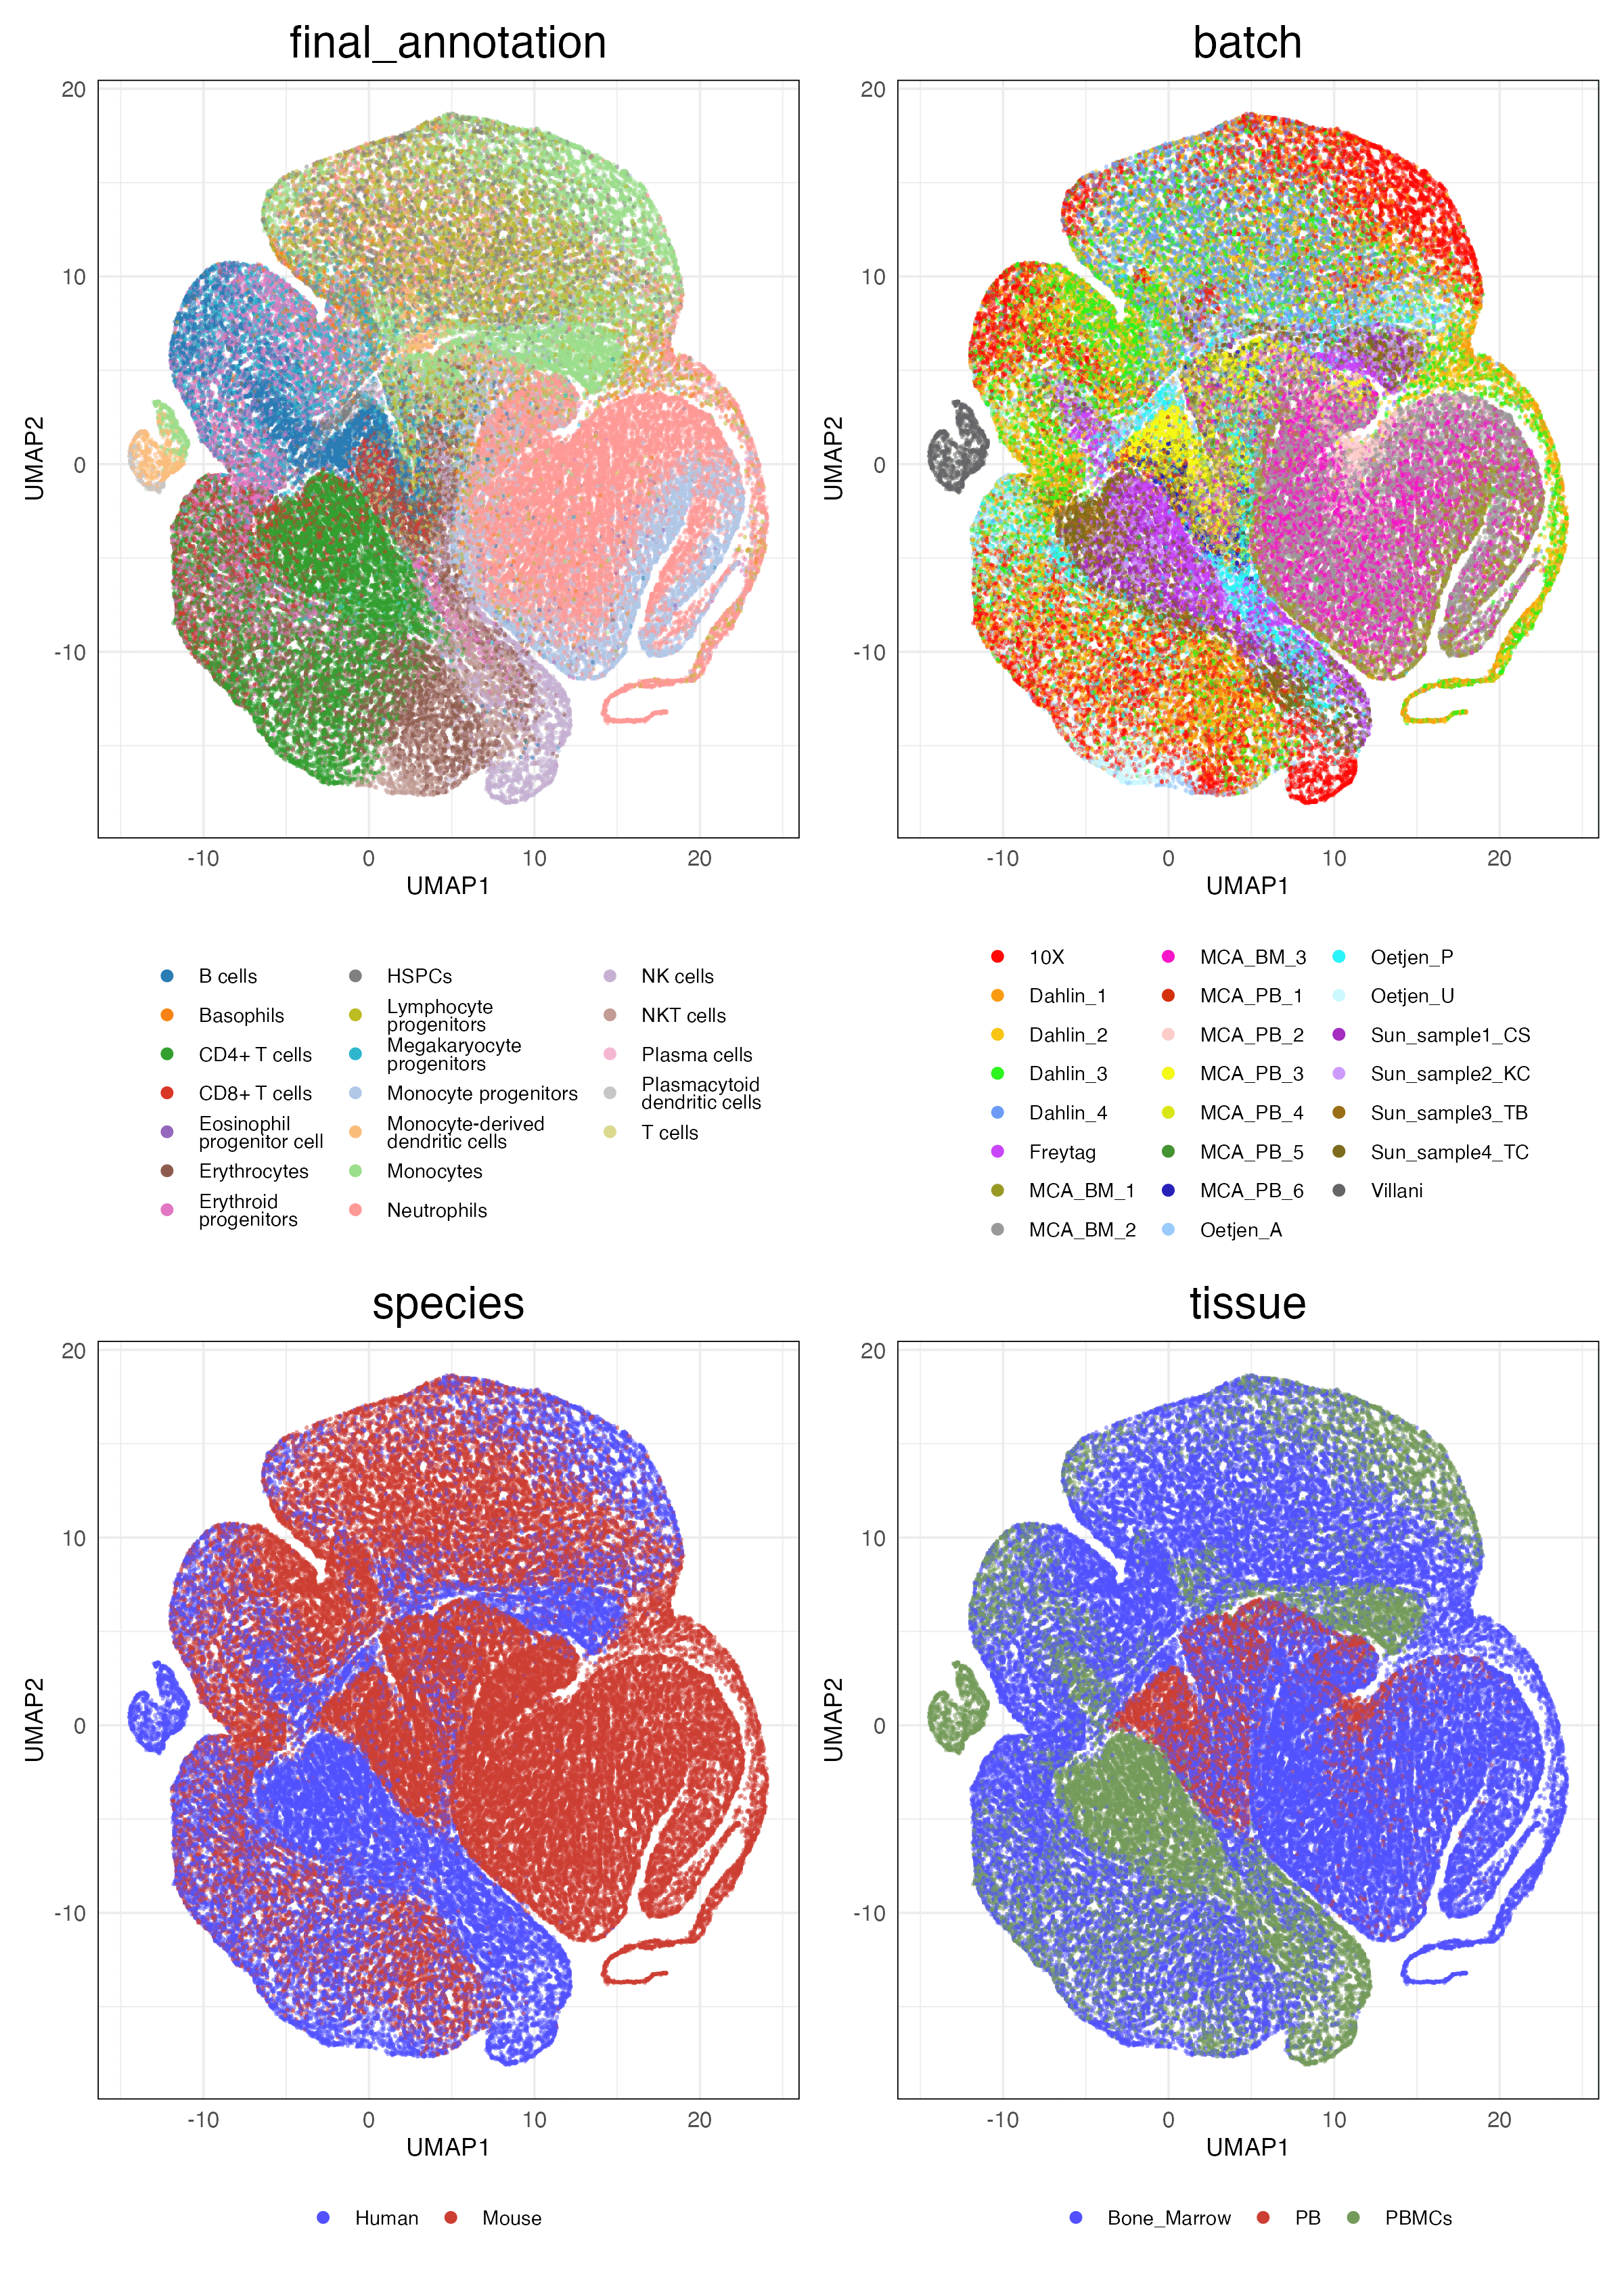 final_annotation
batch
20
10
0
-10
UMAP2
-10
0
10
20
UMAP1
20
10
0
-10
UMAP2
-10
0
10
20
UMAP1
B cells
Basophils
CD4+ T cells
CD8+ T cells
Eosinophil
progenitor cell
Erythrocytes
Erythroid
progenitors
HSPCs
Lymphocyte
progenitors
Megakaryocyte
progenitors
Monocyte progenitors
Monocyte-derived
dendritic cells
Monocytes
Neutrophils
NK cells
NKT cells
Plasma cells
Plasmacytoid
dendritic cells
T cells
10X
Dahlin_1
Dahlin_2
Dahlin_3
Dahlin_4
Freytag
MCA_BM_1
MCA_BM_2
MCA_BM_3
MCA_PB_1
MCA_PB_2
MCA_PB_3
MCA_PB_4
MCA_PB_5
MCA_PB_6
Oetjen_A
Oetjen_P
Oetjen_U
Sun_sample1_CS
Sun_sample2_KC
Sun_sample3_TB
Sun_sample4_TC
Villani
species
tissue
20
10
0
-10
UMAP2
-10
0
10
20
UMAP1
20
10
0
-10
UMAP2
-10
0
10
20
UMAP1
Human
Mouse
Bone_Marrow
PB
PBMCs